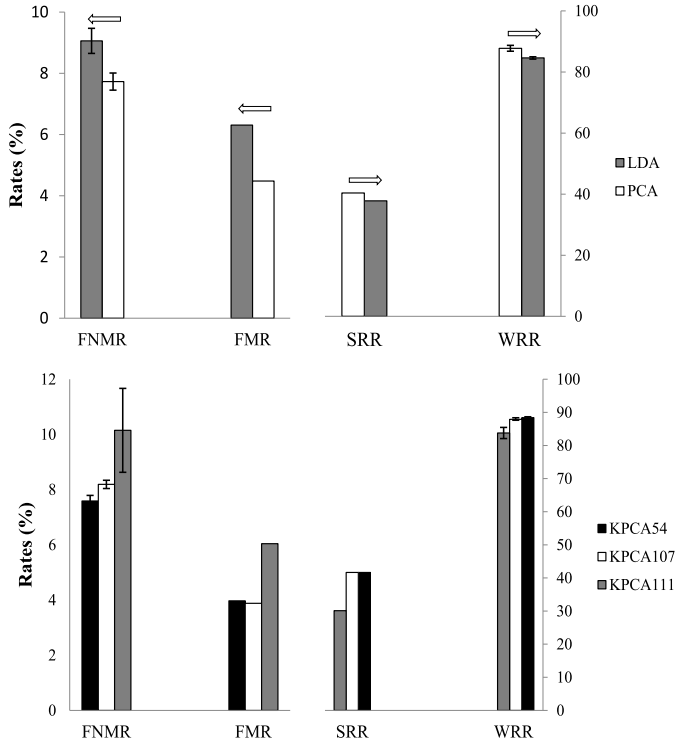 10
8
6
4
2
0
Rates (%)
FNMR
FMR
SRR
WRR
100
80
60
40
20
0
LDA
PCA
12
10
8
6
4
2
0
Rates (%)
FNMR
FMR
SRR
WRR
100
90
80
70
60
50
40
30
20
10
0
KPCA54
KPCA107
KPCA111